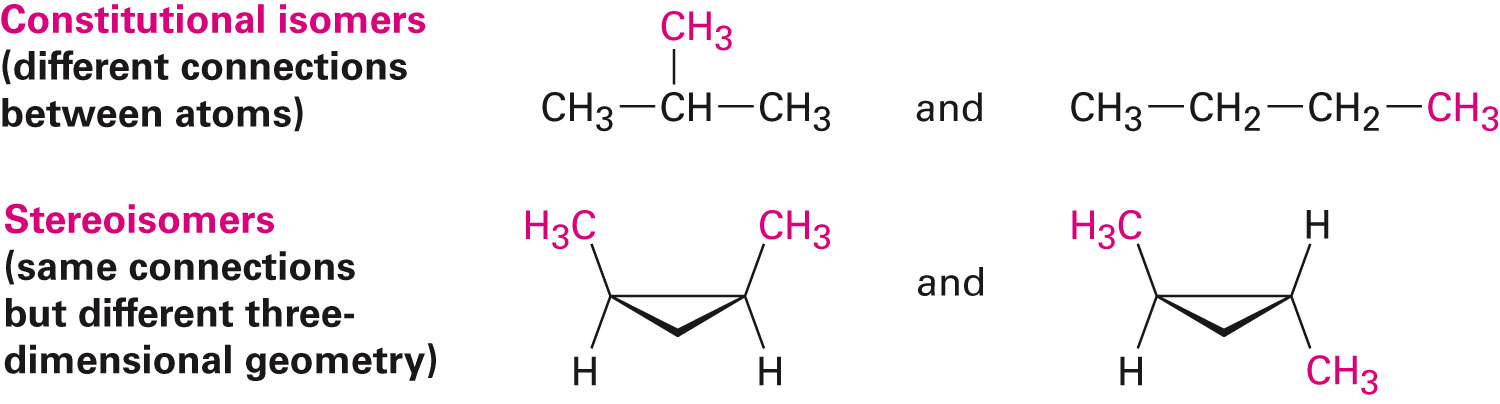 Constitutional isomers
(different connections
between atoms)
CH3
CH3—CH—CH3 and CH3—CH2—CH2—CH3
Stereoisomers
(same connections
but different three-
dimensional geometry)
H3C CH3 and H3C H
H H H CH3